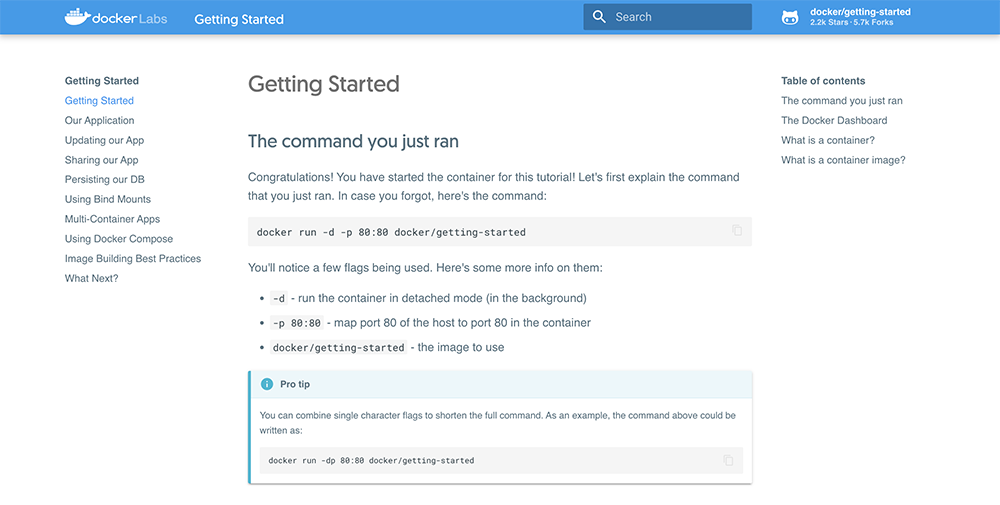 docker Labs
Getting Started
Search
docker/getting-started
2.2k Stars · 5.7k Forks
Getting Started
Getting Started
Our Application
Updating our App
Sharing our App
Persisting our DB
Using Bind Mounts
Multi-Container Apps
Using Docker Compose
Image Building Best Practices
What Next?
Getting Started
The command you just ran
Congratulations! You have started the container for this tutorial! Let's first explain the command
that you just ran. In case you forgot, here's the command:
docker run -d -p 80:80 docker/getting-started
You'll notice a few flags being used. Here's some more info on them:
• -d - run the container in detached mode (in the background)
• -p 80:80 - map port 80 of the host to port 80 in the container
• docker/getting-started - the image to use
Pro tip
You can combine single character flags to shorten the full command. As an example, the command above could be
written as:
docker run -dp 80:80 docker/getting-started
Table of contents
The command you just ran
The Docker Dashboard
What is a container?
What is a container image?